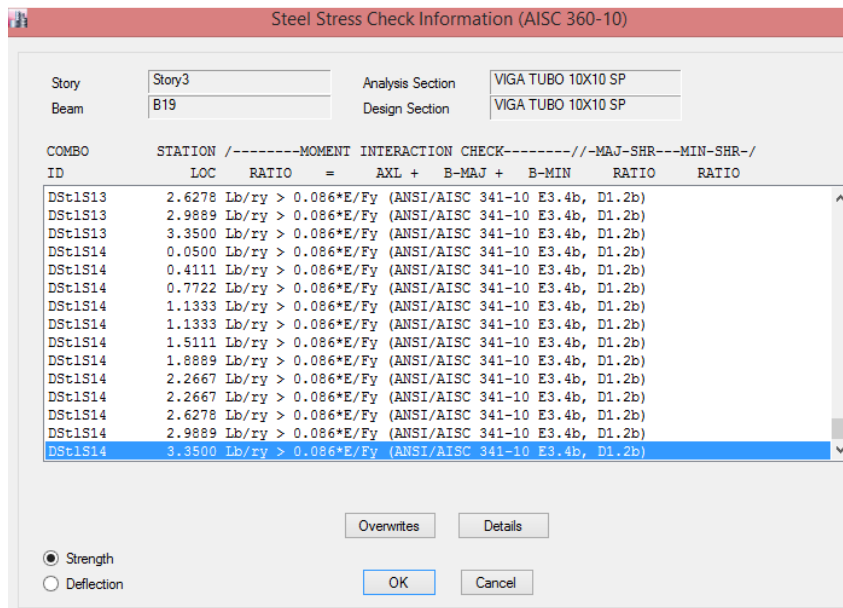 Steel Stress Check Information (AISC 360-10)
Story Story3 Analysis Section VIGA TUBO 10X10 SP
Beam B19 Design Section VIGA TUBO 10X10 SP
COMBO STATION /--------MOMENT INTERACTION CHECK--------//-MAJ-SHR---MIN-SHR-/
ID LOC RATIO = AXL + B-MAJ + B-MIN RATIO RATIO
DStlS13 2.6278 Lb/ry > 0.086*E/Fy (ANSI/AISC 341-10 E3.4b, D1.2b)
DStlS13 2.9889 Lb/ry > 0.086*E/Fy (ANSI/AISC 341-10 E3.4b, D1.2b)
DStlS13 3.3500 Lb/ry > 0.086*E/Fy (ANSI/AISC 341-10 E3.4b, D1.2b)
DStlS14 0.0500 Lb/ry > 0.086*E/Fy (ANSI/AISC 341-10 E3.4b, D1.2b)
DStlS14 0.4111 Lb/ry > 0.086*E/Fy (ANSI/AISC 341-10 E3.4b, D1.2b)
DStlS14 0.7722 Lb/ry > 0.086*E/Fy (ANSI/AISC 341-10 E3.4b, D1.2b)
DStlS14 1.1333 Lb/ry > 0.086*E/Fy (ANSI/AISC 341-10 E3.4b, D1.2b)
DStlS14 1.1333 Lb/ry > 0.086*E/Fy (ANSI/AISC 341-10 E3.4b, D1.2b)
DStlS14 1.5111 Lb/ry > 0.086*E/Fy (ANSI/AISC 341-10 E3.4b, D1.2b)
DStlS14 1.8889 Lb/ry > 0.086*E/Fy (ANSI/AISC 341-10 E3.4b, D1.2b)
DStlS14 2.2667 Lb/ry > 0.086*E/Fy (ANSI/AISC 341-10 E3.4b, D1.2b)
DStlS14 2.2667 Lb/ry > 0.086*E/Fy (ANSI/AISC 341-10 E3.4b, D1.2b)
DStlS14 2.6278 Lb/ry > 0.086*E/Fy (ANSI/AISC 341-10 E3.4b, D1.2b)
DStlS14 2.9889 Lb/ry > 0.086*E/Fy (ANSI/AISC 341-10 E3.4b, D1.2b)
DStlS14 3.3500 Lb/ry > 0.086*E/Fy (ANSI/AISC 341-10 E3.4b, D1.2b)
Overwrites Details
Strength
Deflection OK Cancel